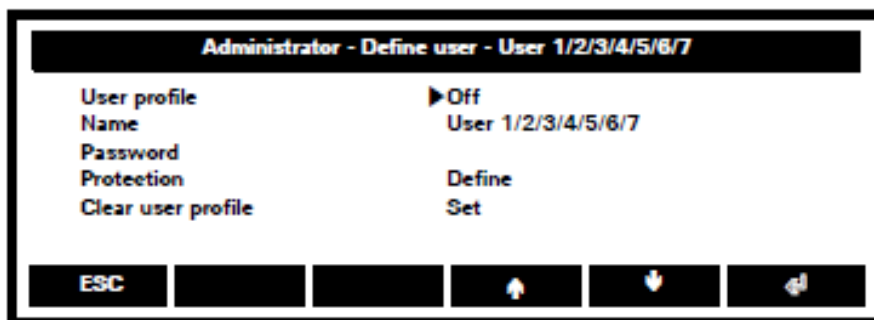 Administrator - Define user - User 1/2/3/4/5/6/7
User profile ▶Off
Name User 1/2/3/4/5/6/7
Password
Protection Define
Clear user profile Set
ESC